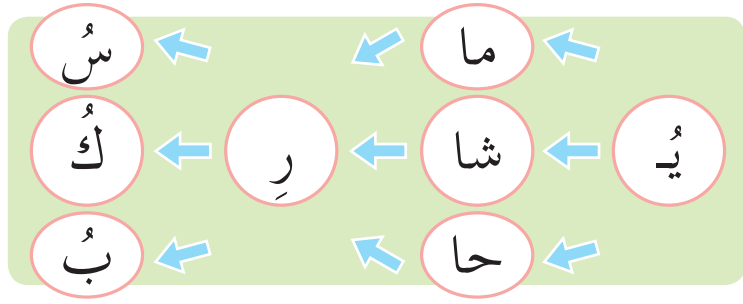 ما سُ
يُـ شا رِ كُ
حا بُ